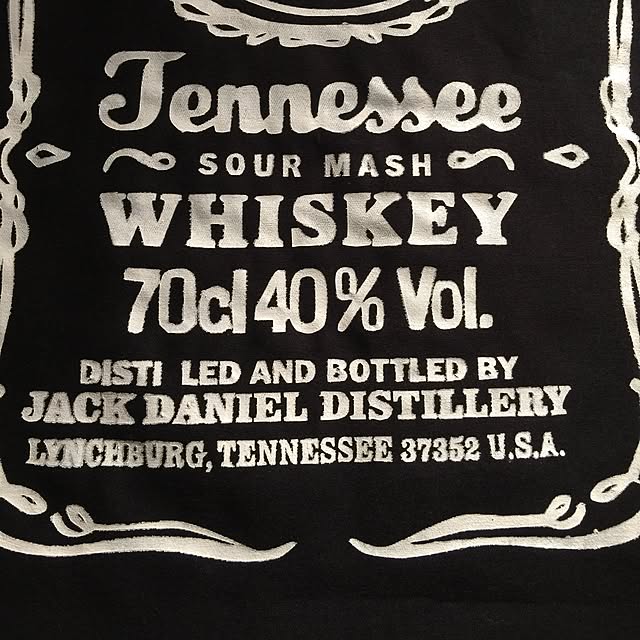 Tennessee
SOUR MASH
WHISKEY
70cl 40% Vol.
DISTI LED AND BOTTLED BY
JACK DANIEL DISTILLERY
LYNCHBURG, TENNESSEE 37352 U.S.A.